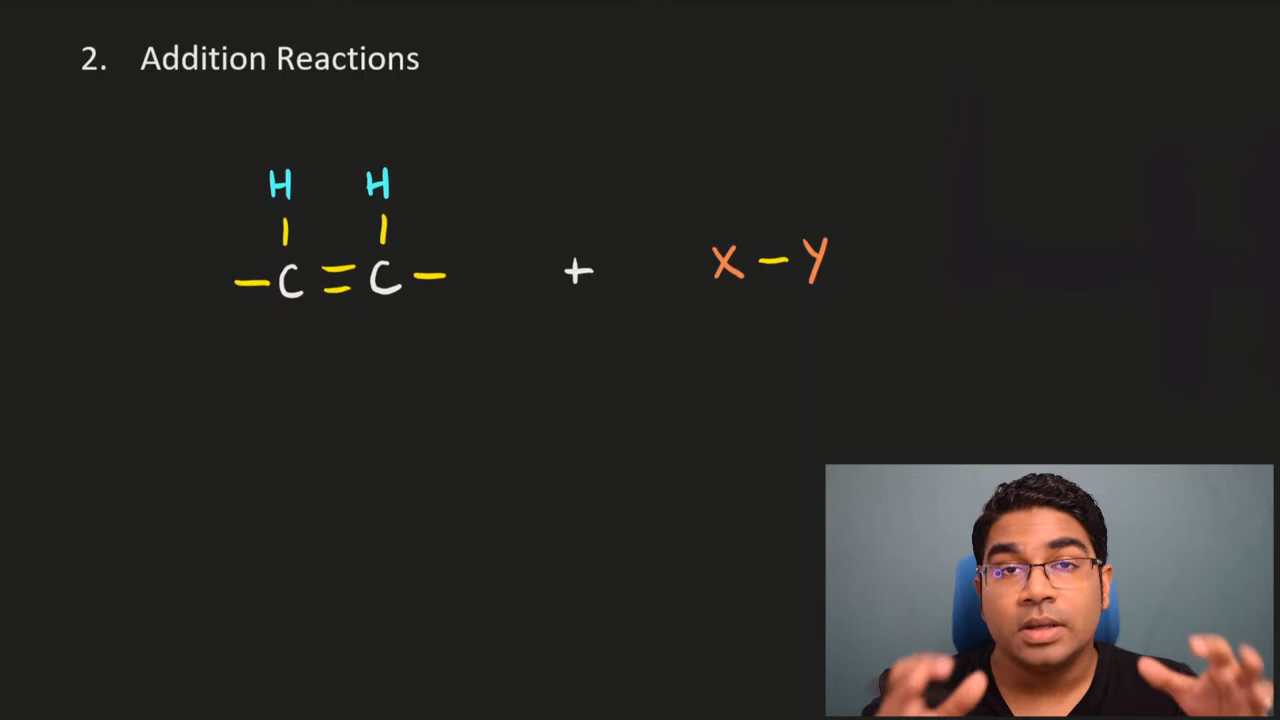 2. Addition Reactions
H H
– C = C – + X – Y